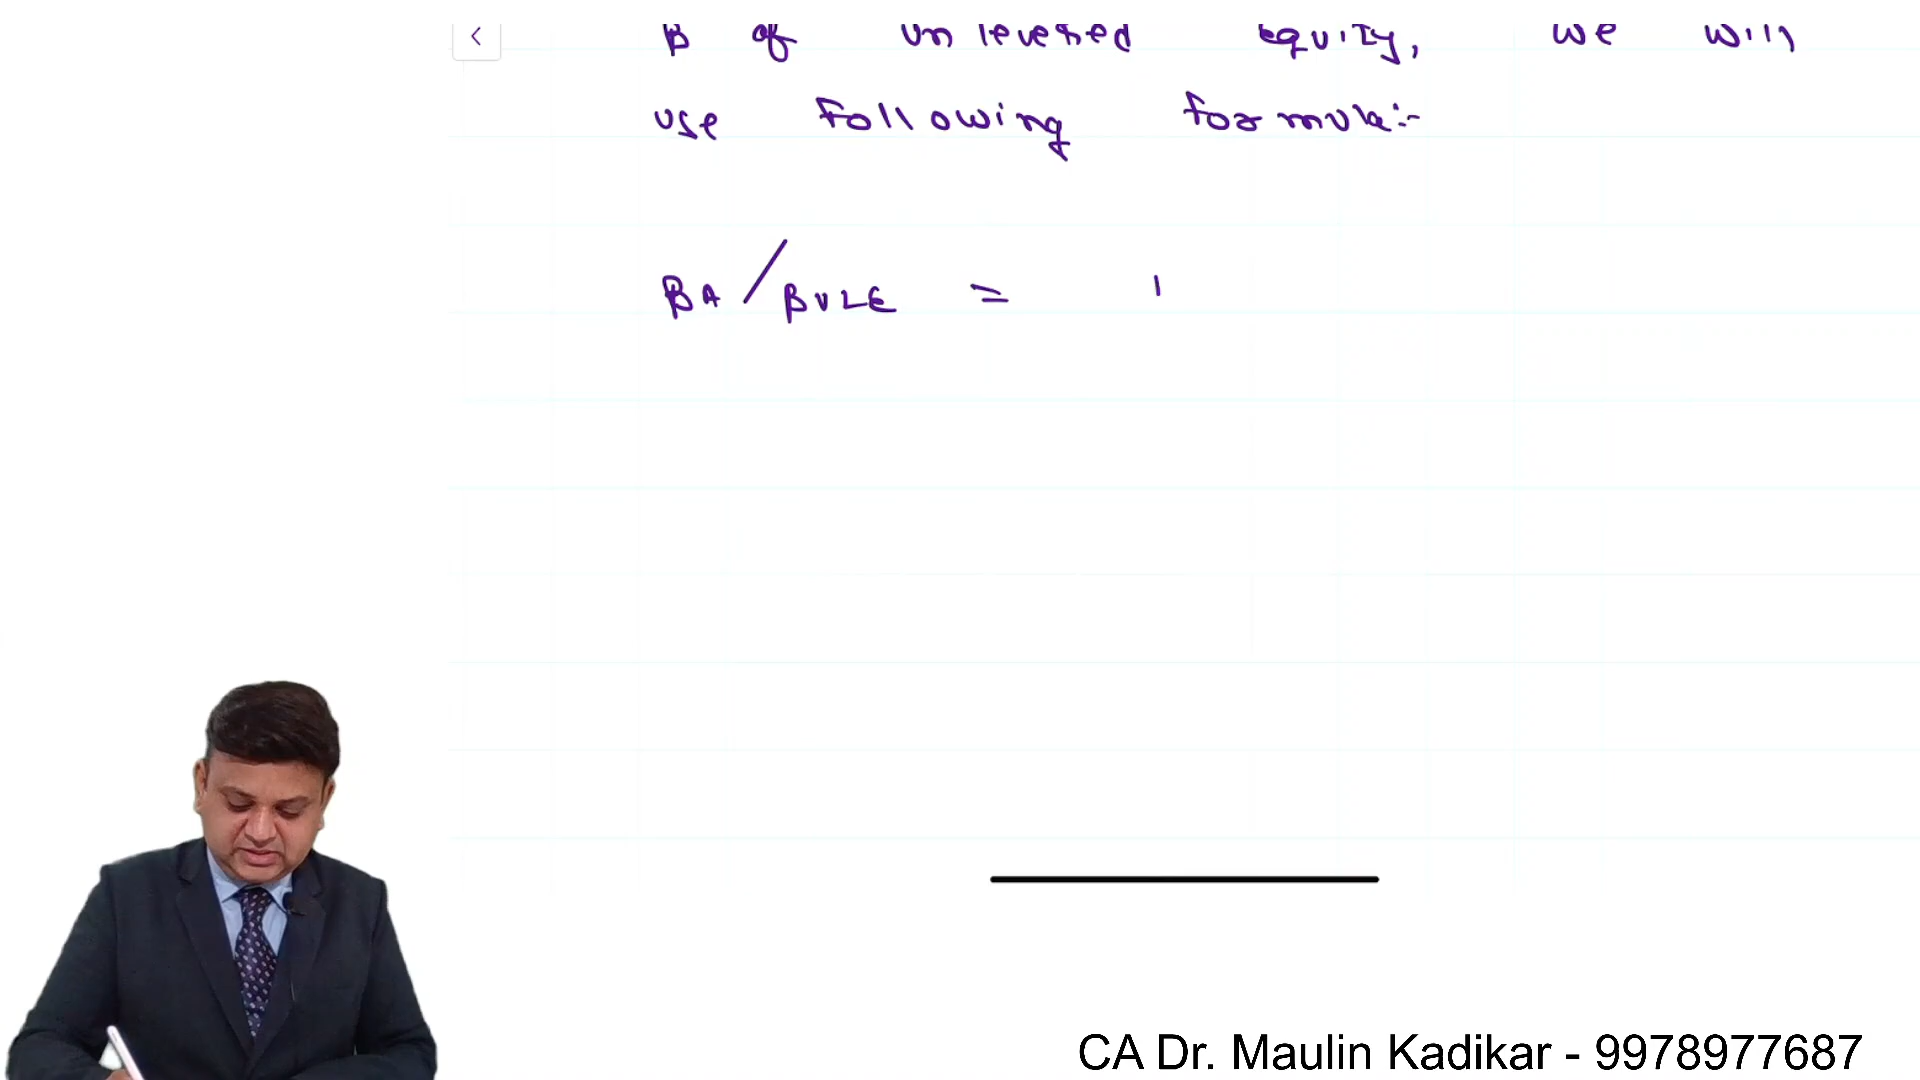 β of unlevered equity, we will
use following formula:-
βA / βULE = 1
CA Dr. Maulin Kadikar - 9978977687